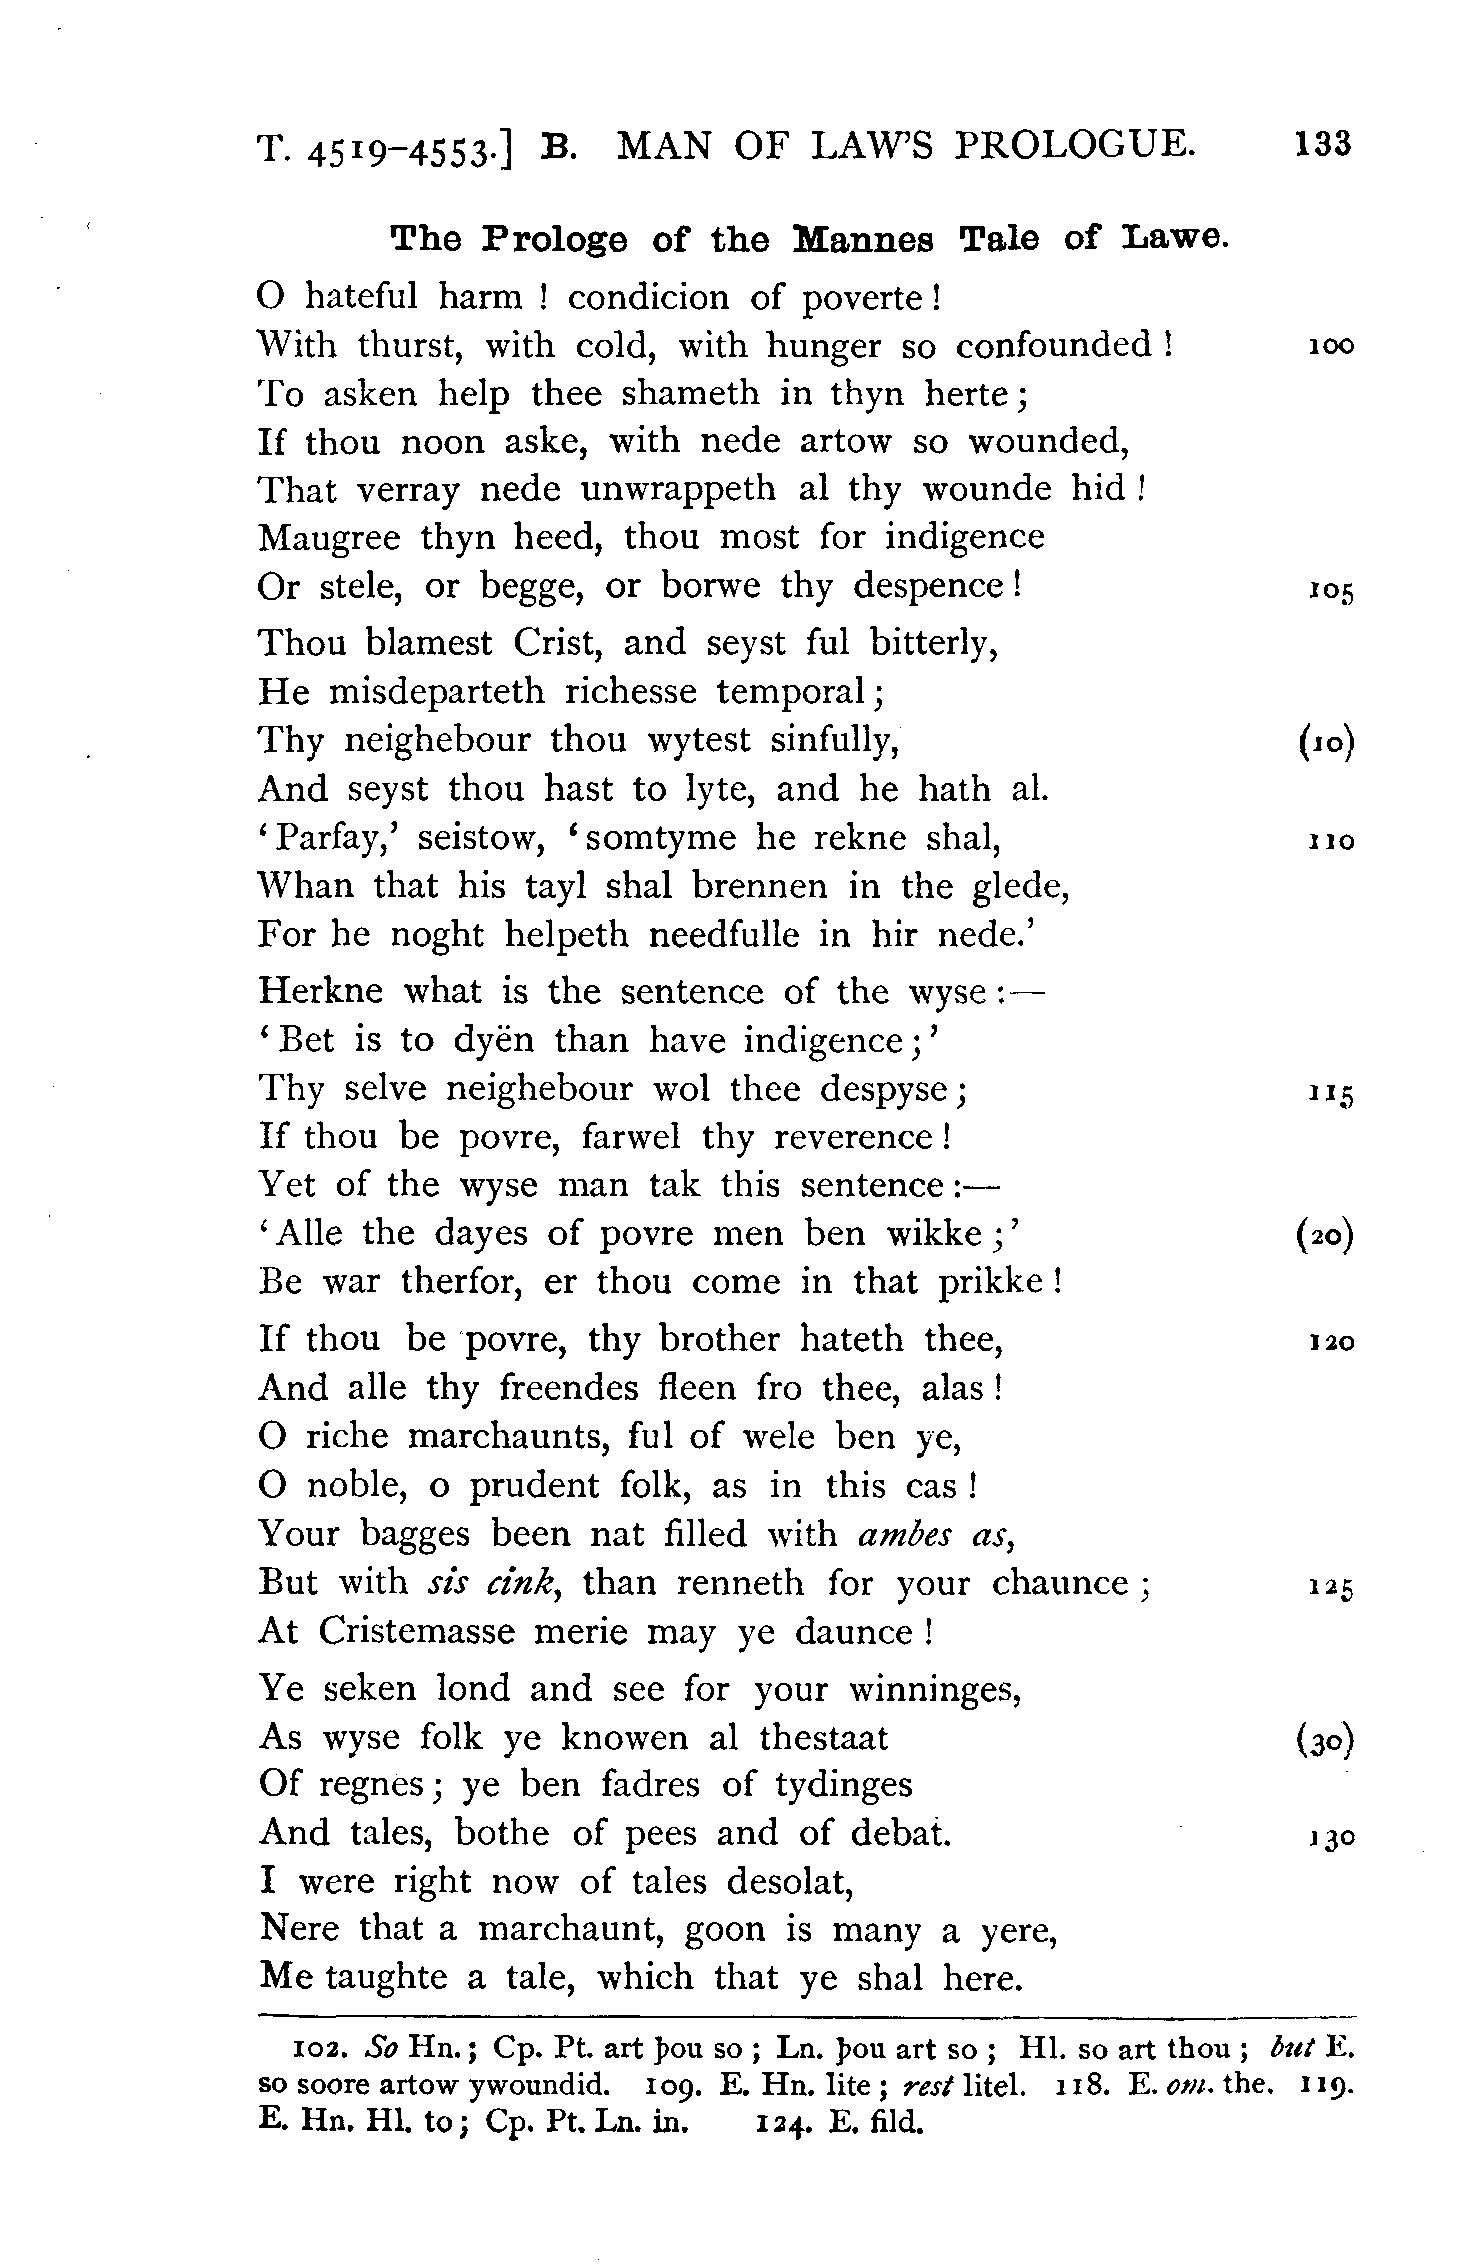 T. 4519–4553.] B. MAN OF LAW'S PROLOGUE. 133
The Prologe of the Mannes Tale of Lawe.
O hateful harm ! condicion of poverte !
With thurst, with cold, with hunger so confounded ! 100
To asken help thee shameth in thyn herte ;
If thou noon aske, with nede artow so wounded,
That verray nede unwrappeth al thy wounde hid !
Maugree thyn heed, thou most for indigence
Or stele, or begge, or borwe thy despence ! 105
Thou blamest Crist, and seyst ful bitterly,
He misdeparteth richesse temporal ;
Thy neighebour thou wytest sinfully, (10)
And seyst thou hast to lyte, and he hath al.
‘ Parfay,’ seistow, ‘ somtyme he rekne shal, 110
Whan that his tayl shal brennen in the glede,
For he noght helpeth needfulle in hir nede.’
Herkne what is the sentence of the wyse :—
‘ Bet is to dyën than have indigence ; ’
Thy selve neighebour wol thee despyse ; 115
If thou be povre, farwel thy reverence !
Yet of the wyse man tak this sentence :—
‘ Alle the dayes of povre men ben wikke ; ’ (20)
Be war therfor, er thou come in that prikke !
If thou be povre, thy brother hateth thee, 120
And alle thy freendes fleen fro thee, alas !
O riche marchaunts, ful of wele ben ye,
O noble, o prudent folk, as in this cas !
Your bagges been nat filled with ambes as,
But with sis cink, than renneth for your chaunce ; 125
At Cristemasse merie may ye daunce !
Ye seken lond and see for your winninges,
As wyse folk ye knowen al thestaat (30)
Of regnes ; ye ben fadres of tydinges
And tales, bothe of pees and of debat. 130
I were right now of tales desolat,
Nere that a marchaunt, goon is many a yere,
Me taughte a tale, which that ye shal here.
102. So Hn. ; Cp. Pt. art þou so ; Ln. þou art so ; Hl. so art thou ; but E.
so soore artow ywoundid. 109. E. Hn. lite ; rest litel. 118. E. om. the. 119.
E. Hn. Hl. to ; Cp. Pt. Ln. in. 124. E. fild.